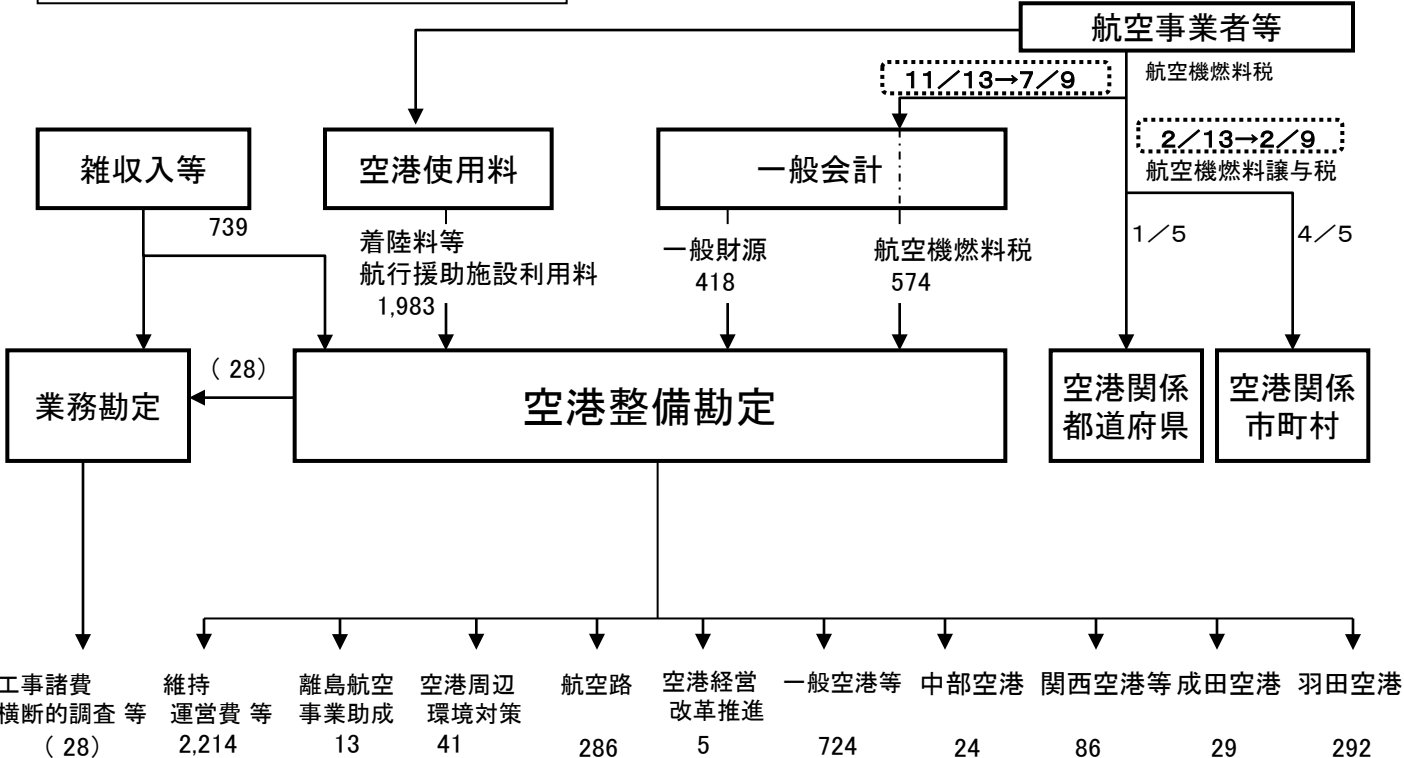 航空事業者等
航空機燃料税
11／13→7／9
2／13→2／9
航空機燃料譲与税
雑収入等
空港使用料
一般会計
739
着陸料等
航行援助施設利用料
1,983
一般財源
418
航空機燃料税
574
1／5
4／5
業務勘定
（ 28）
空港整備勘定
空港関係
都道府県
空港関係
市町村
工事諸費
横断的調査 等
（ 28）
維持
運営費 等
2,214
離島航空
事業助成
13
空港周辺
環境対策
41
航空路
286
空港経営
改革推進
5
一般空港等
724
中部空港
24
関西空港等
86
成田空港
29
羽田空港
292